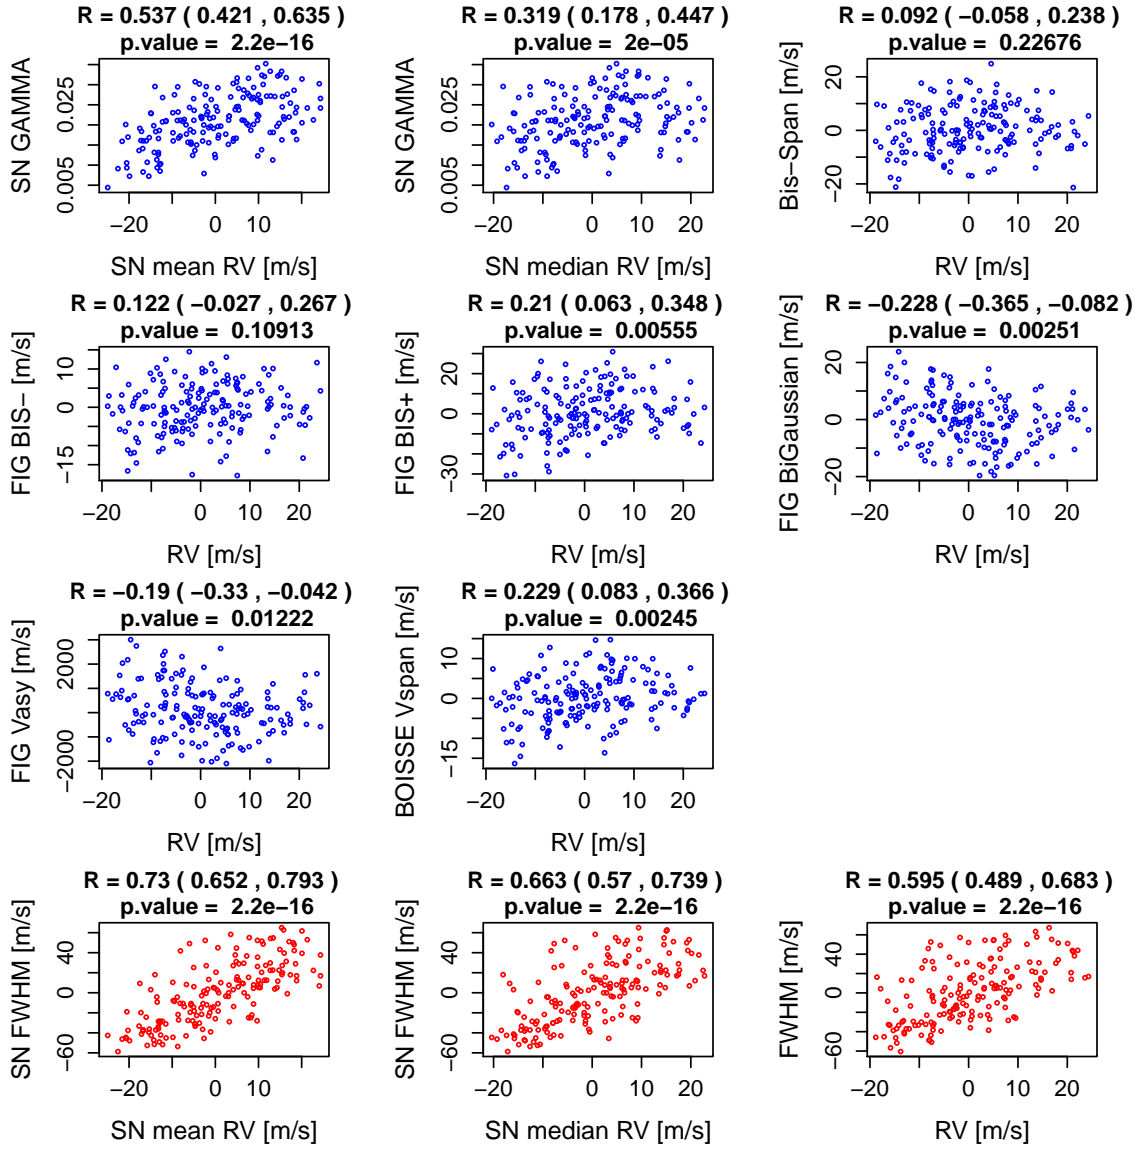 R = 0.537 ( 0.421 , 0.635 )
p.value = 2.2e−16
SN GAMMA
0.005
0.025
−20
0
10
SN mean RV [m/s]
R = 0.319 ( 0.178 , 0.447 )
p.value = 2e−05
SN GAMMA
0.005
0.025
−20
0
10
20
SN median RV [m/s]
R = 0.092 ( −0.058 , 0.238 )
p.value = 0.22676
Bis−Span [m/s]
−20
0
20
−20
0
10
20
RV [m/s]
R = 0.122 ( −0.027 , 0.267 )
p.value = 0.10913
FIG BIS− [m/s]
−15
0
10
−20
0
10
20
RV [m/s]
R = 0.21 ( 0.063 , 0.348 )
p.value = 0.00555
FIG BIS+ [m/s]
−30
0
20
−20
0
10
20
RV [m/s]
R = −0.228 ( −0.365 , −0.082 )
p.value = 0.00251
FIG BiGaussian [m/s]
−20
0
20
−20
0
10
20
RV [m/s]
R = −0.19 ( −0.33 , −0.042 )
p.value = 0.01222
FIG Vasy [m/s]
−2000
2000
−20
0
10
20
RV [m/s]
R = 0.229 ( 0.083 , 0.366 )
p.value = 0.00245
BOISSE Vspan [m/s]
−15
0
10
−20
0
10
20
RV [m/s]
R = 0.73 ( 0.652 , 0.793 )
p.value = 2.2e−16
SN FWHM [m/s]
−60
0
40
−20
0
10
SN mean RV [m/s]
R = 0.663 ( 0.57 , 0.739 )
p.value = 2.2e−16
SN FWHM [m/s]
−60
0
40
−20
0
10
20
SN median RV [m/s]
R = 0.595 ( 0.489 , 0.683 )
p.value = 2.2e−16
FWHM [m/s]
−60
0
40
−20
0
10
20
RV [m/s]